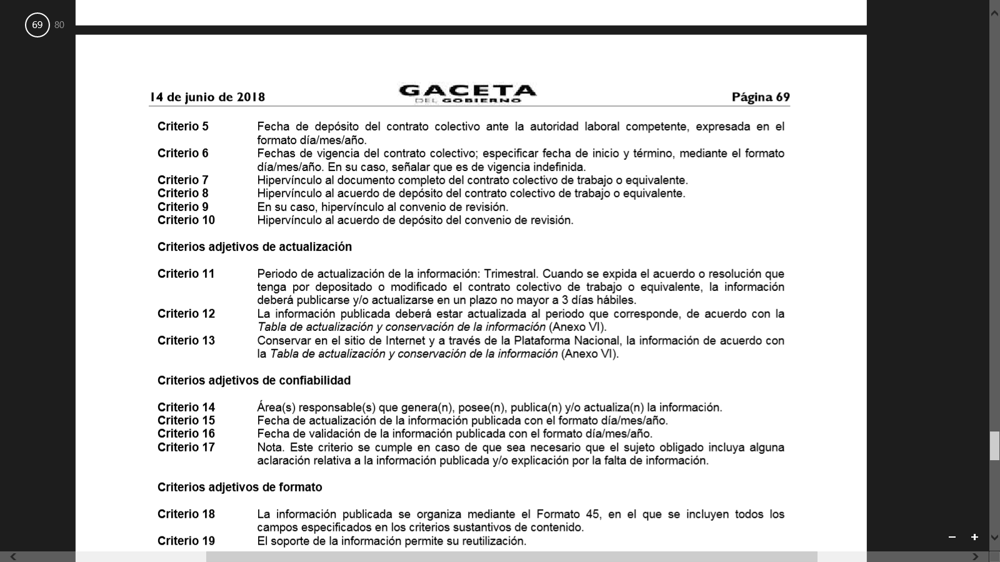 69 80
14 de junio de 2018 GACETA DEL GOBIERNO Página 69
Criterio 5 Fecha de depósito del contrato colectivo ante la autoridad laboral competente, expresada en el
formato día/mes/año.
Criterio 6 Fechas de vigencia del contrato colectivo; especificar fecha de inicio y término, mediante el formato
día/mes/año. En su caso, señalar que es de vigencia indefinida.
Criterio 7 Hipervínculo al documento completo del contrato colectivo de trabajo o equivalente.
Criterio 8 Hipervínculo al acuerdo de depósito del contrato colectivo de trabajo o equivalente.
Criterio 9 En su caso, hipervínculo al convenio de revisión.
Criterio 10 Hipervínculo al acuerdo de depósito del convenio de revisión.
Criterios adjetivos de actualización
Criterio 11 Periodo de actualización de la información: Trimestral. Cuando se expida el acuerdo o resolución que
tenga por depositado o modificado el contrato colectivo de trabajo o equivalente, la información
deberá publicarse y/o actualizarse en un plazo no mayor a 3 días hábiles.
Criterio 12 La información publicada deberá estar actualizada al periodo que corresponde, de acuerdo con la
Tabla de actualización y conservación de la información (Anexo VI).
Criterio 13 Conservar en el sitio de Internet y a través de la Plataforma Nacional, la información de acuerdo con
la Tabla de actualización y conservación de la información (Anexo VI).
Criterios adjetivos de confiabilidad
Criterio 14 Área(s) responsable(s) que genera(n), posee(n), publica(n) y/o actualiza(n) la información.
Criterio 15 Fecha de actualización de la información publicada con el formato día/mes/año.
Criterio 16 Fecha de validación de la información publicada con el formato día/mes/año.
Criterio 17 Nota. Este criterio se cumple en caso de que sea necesario que el sujeto obligado incluya alguna
aclaración relativa a la información publicada y/o explicación por la falta de información.
Criterios adjetivos de formato
Criterio 18 La información publicada se organiza mediante el Formato 45, en el que se incluyen todos los
campos especificados en los criterios sustantivos de contenido.
Criterio 19 El soporte de la información permite su reutilización.